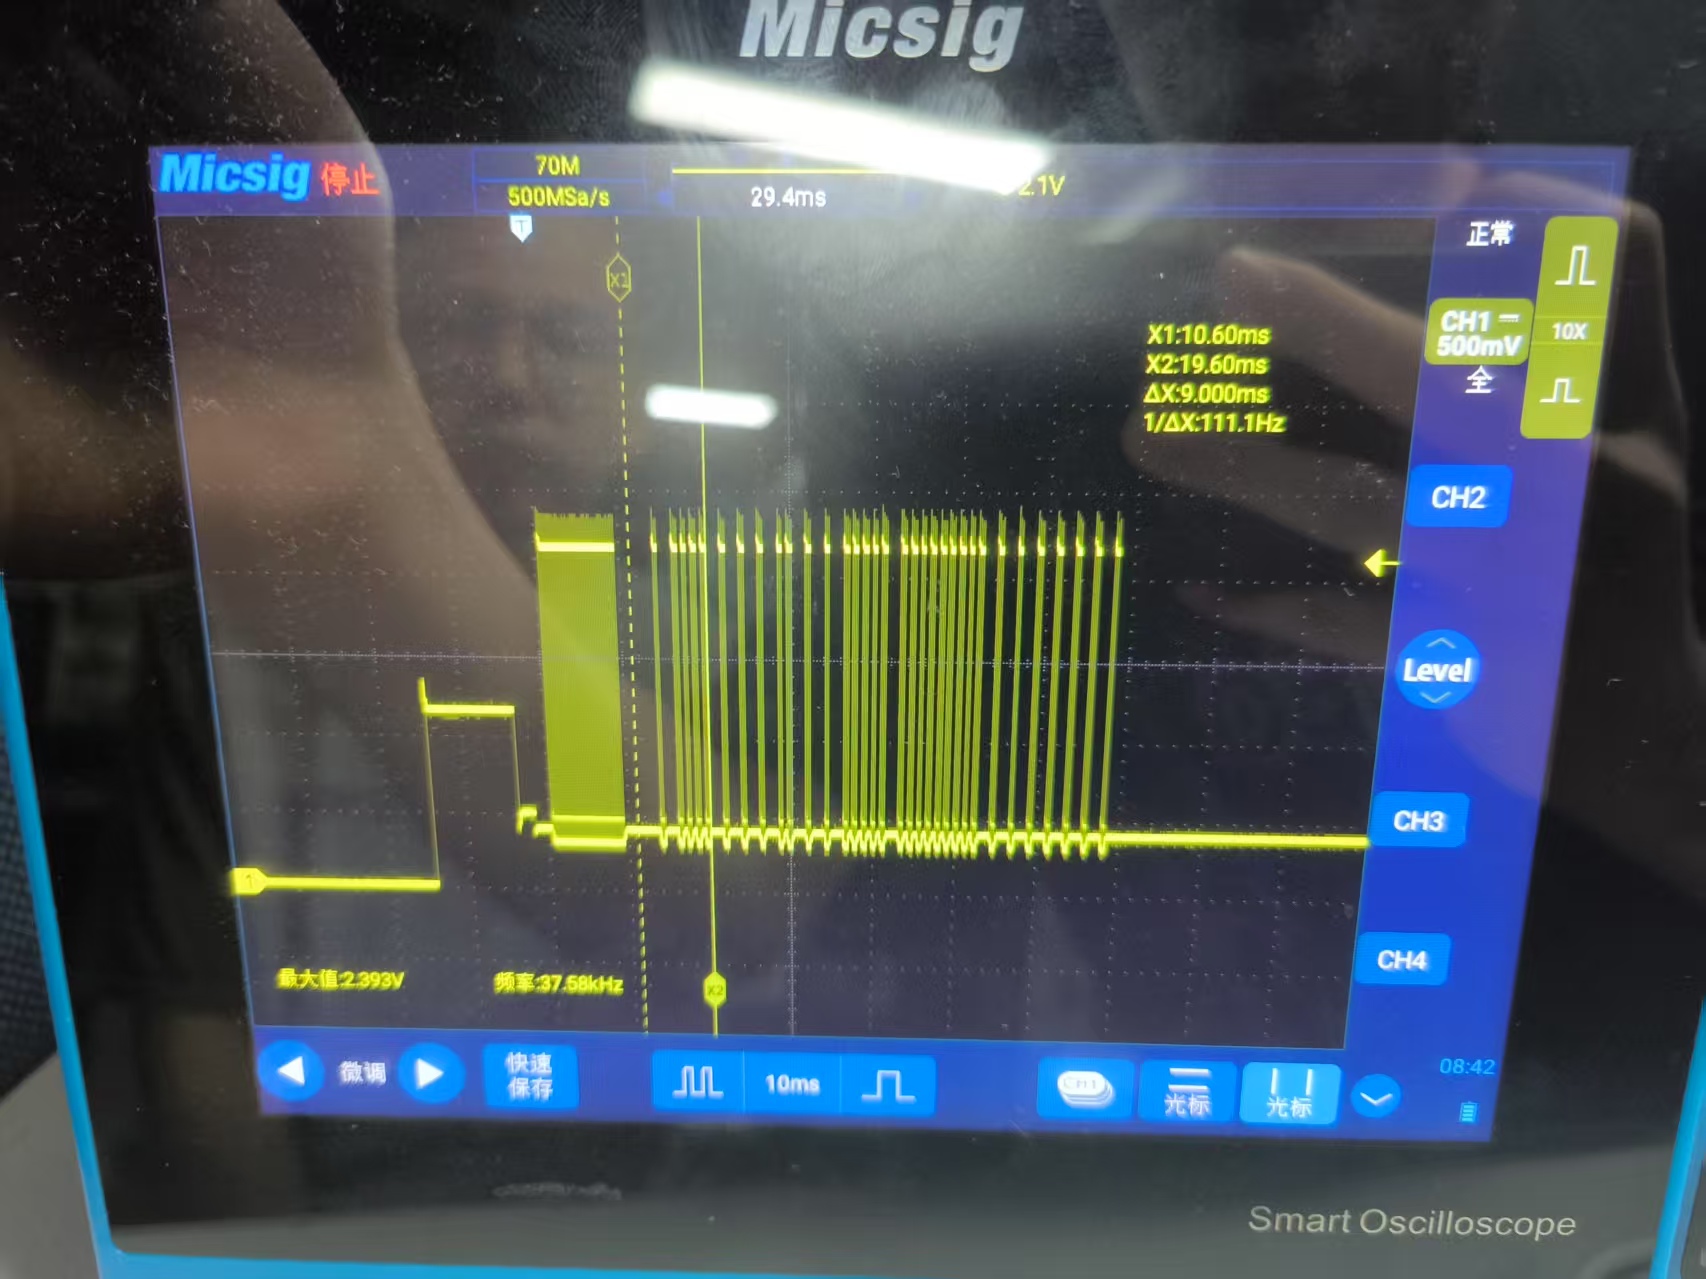 Micsig
Micsig 停止
70M
500MSa/s
29.4ms
2.1V
T
正常
X1
X1:10.60ms
X2:19.60ms
ΔX:9.000ms
1/ΔX:111.1Hz
CH1
500mV
10X
全
CH2
Level
CH3
1
CH4
最大值:2.393V
频率:37.58kHz
X2
微调
快速
保存
10ms
CH1
光标
光标
08:42
Smart Oscilloscope